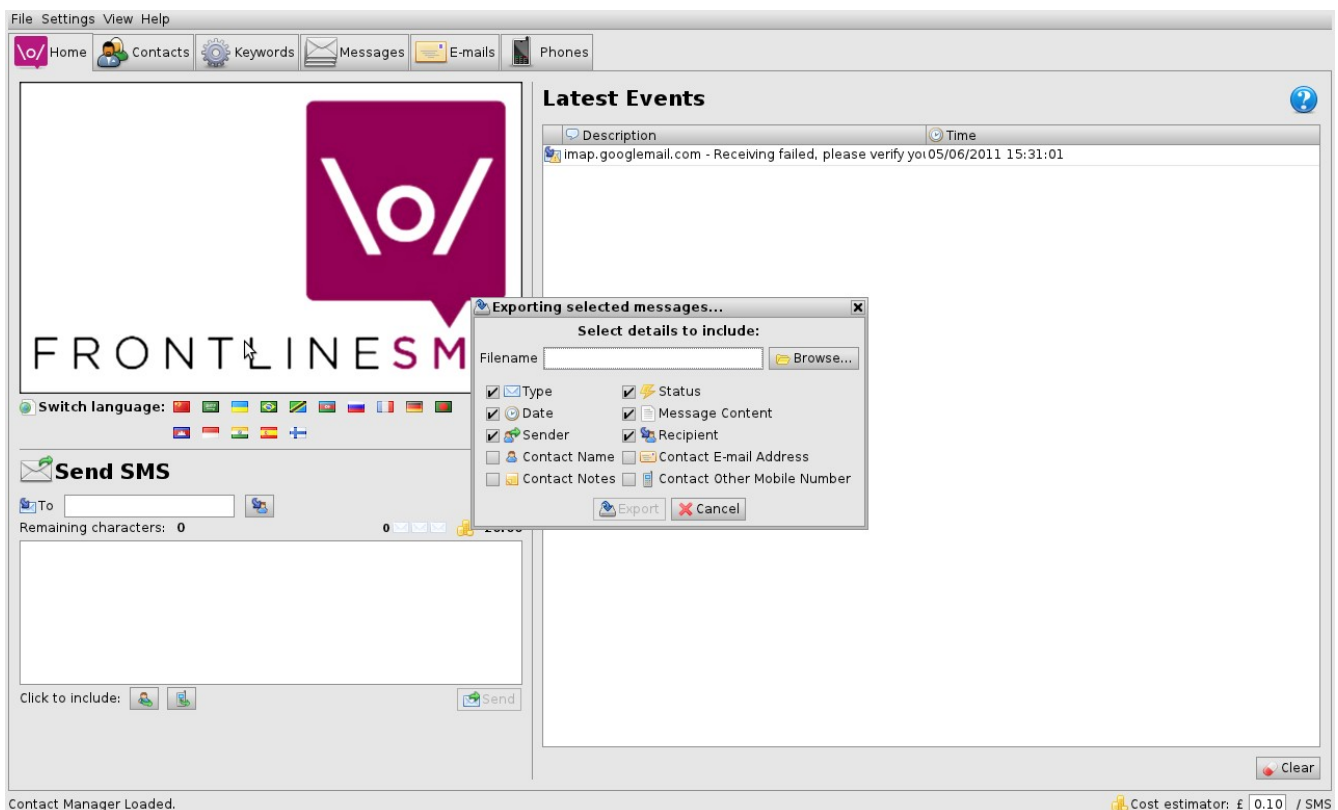 File Settings View Help
\o/ Home Contacts Keywords Messages E-mails Phones
FRONTLINESM
Switch language:
Send SMS
To
Remaining characters: 0 0
Click to include:
Send
Latest Events
Description Time
imap.googlemail.com - Receiving failed, please verify you 05/06/2011 15:31:01
\o/
Exporting selected messages...
Select details to include:
Filename Browse...
Type Status
Date Message Content
Sender Recipient
Contact Name Contact E-mail Address
Contact Notes Contact Other Mobile Number
Export Cancel
Clear
Contact Manager Loaded.
Cost estimator: £ 0.10 / SMS